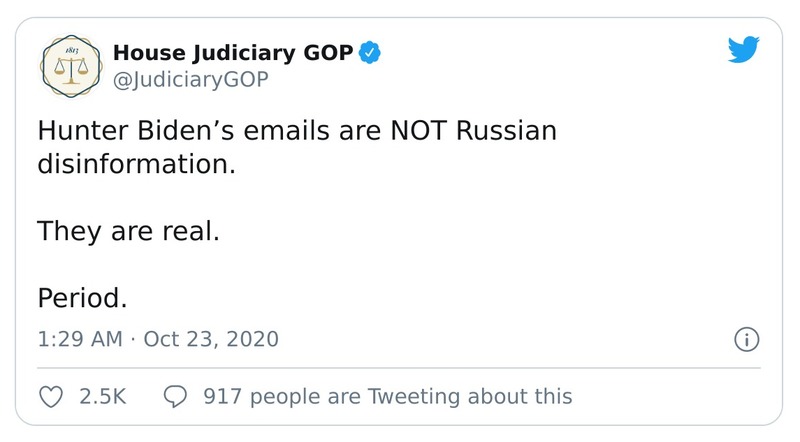 1813
House Judiciary GOP
@JudiciaryGOP
Hunter Biden’s emails are NOT Russian
disinformation.
They are real.
Period.
1:29 AM · Oct 23, 2020
2.5K 917 people are Tweeting about this